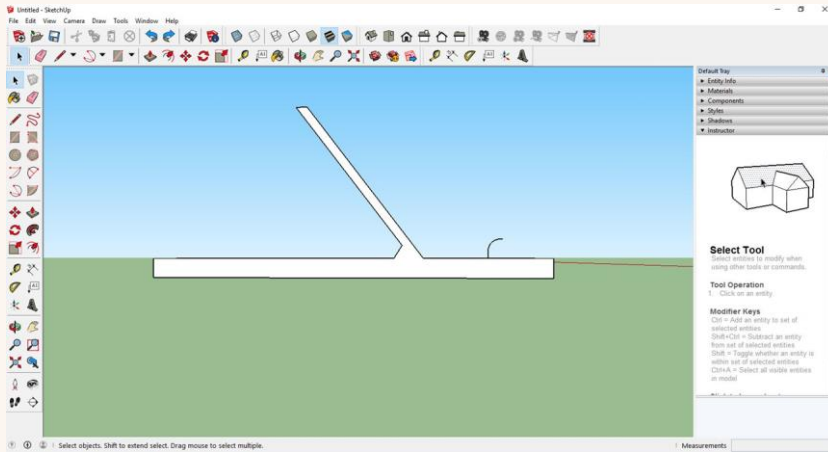 Untitled - SketchUp
File Edit View Camera Draw Tools Window Help
Default Tray
Entity Info
Materials
Components
Styles
Shadows
Instructor
Select Tool
Select entities to modify when
using other tools or commands.
Tool Operation
1. Click on an entity.
Modifier Keys
Ctrl = Add an entity to set of
selected entities
Shift+Ctrl = Subtract an entity
from set of selected entities
Shift = Toggle whether an entity is
within set of selected entities
Ctrl+A = Select all visible entities
in model
Select objects. Shift to extend select. Drag mouse to select multiple.
Measurements